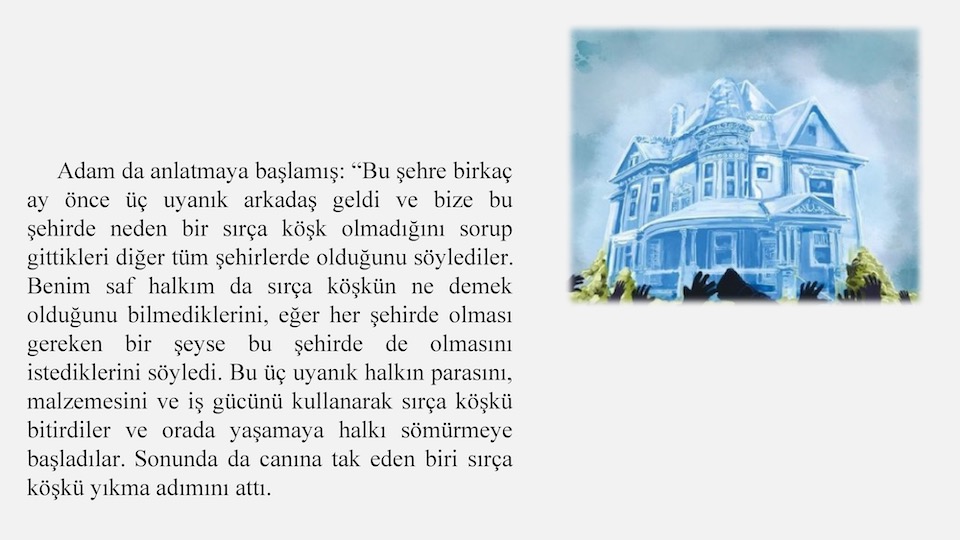 Adam da anlatmaya başlamış: “Bu şehre birkaç
ay önce üç uyanık arkadaş geldi ve bize bu
şehirde neden bir sırça köşk olmadığını sorup
gittikleri diğer tüm şehirlerde olduğunu söylediler.
Benim saf halkım da sırça köşkün ne demek
olduğunu bilmediklerini, eğer her şehirde olması
gereken bir şeyse bu şehirde de olmasını
istediklerini söyledi. Bu üç uyanık halkın parasını,
malzemesini ve iş gücünü kullanarak sırça köşkü
bitirdiler ve orada yaşamaya halkı sömürmeye
başladılar. Sonunda da canına tak eden biri sırça
köşkü yıkma adımını attı.